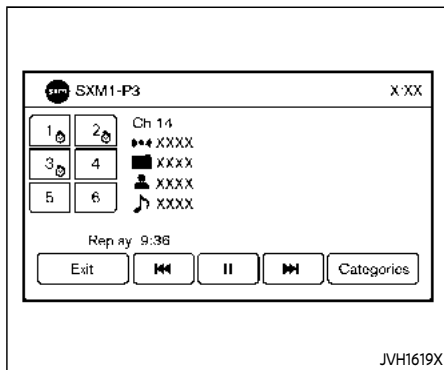 sxm SXM1-P3 X:XX
1 2 Ch 14
XXXX
3 4 XXXX
XXXX
5 6 XXXX
Replay 9:36
Exit Categories
JVH1619X